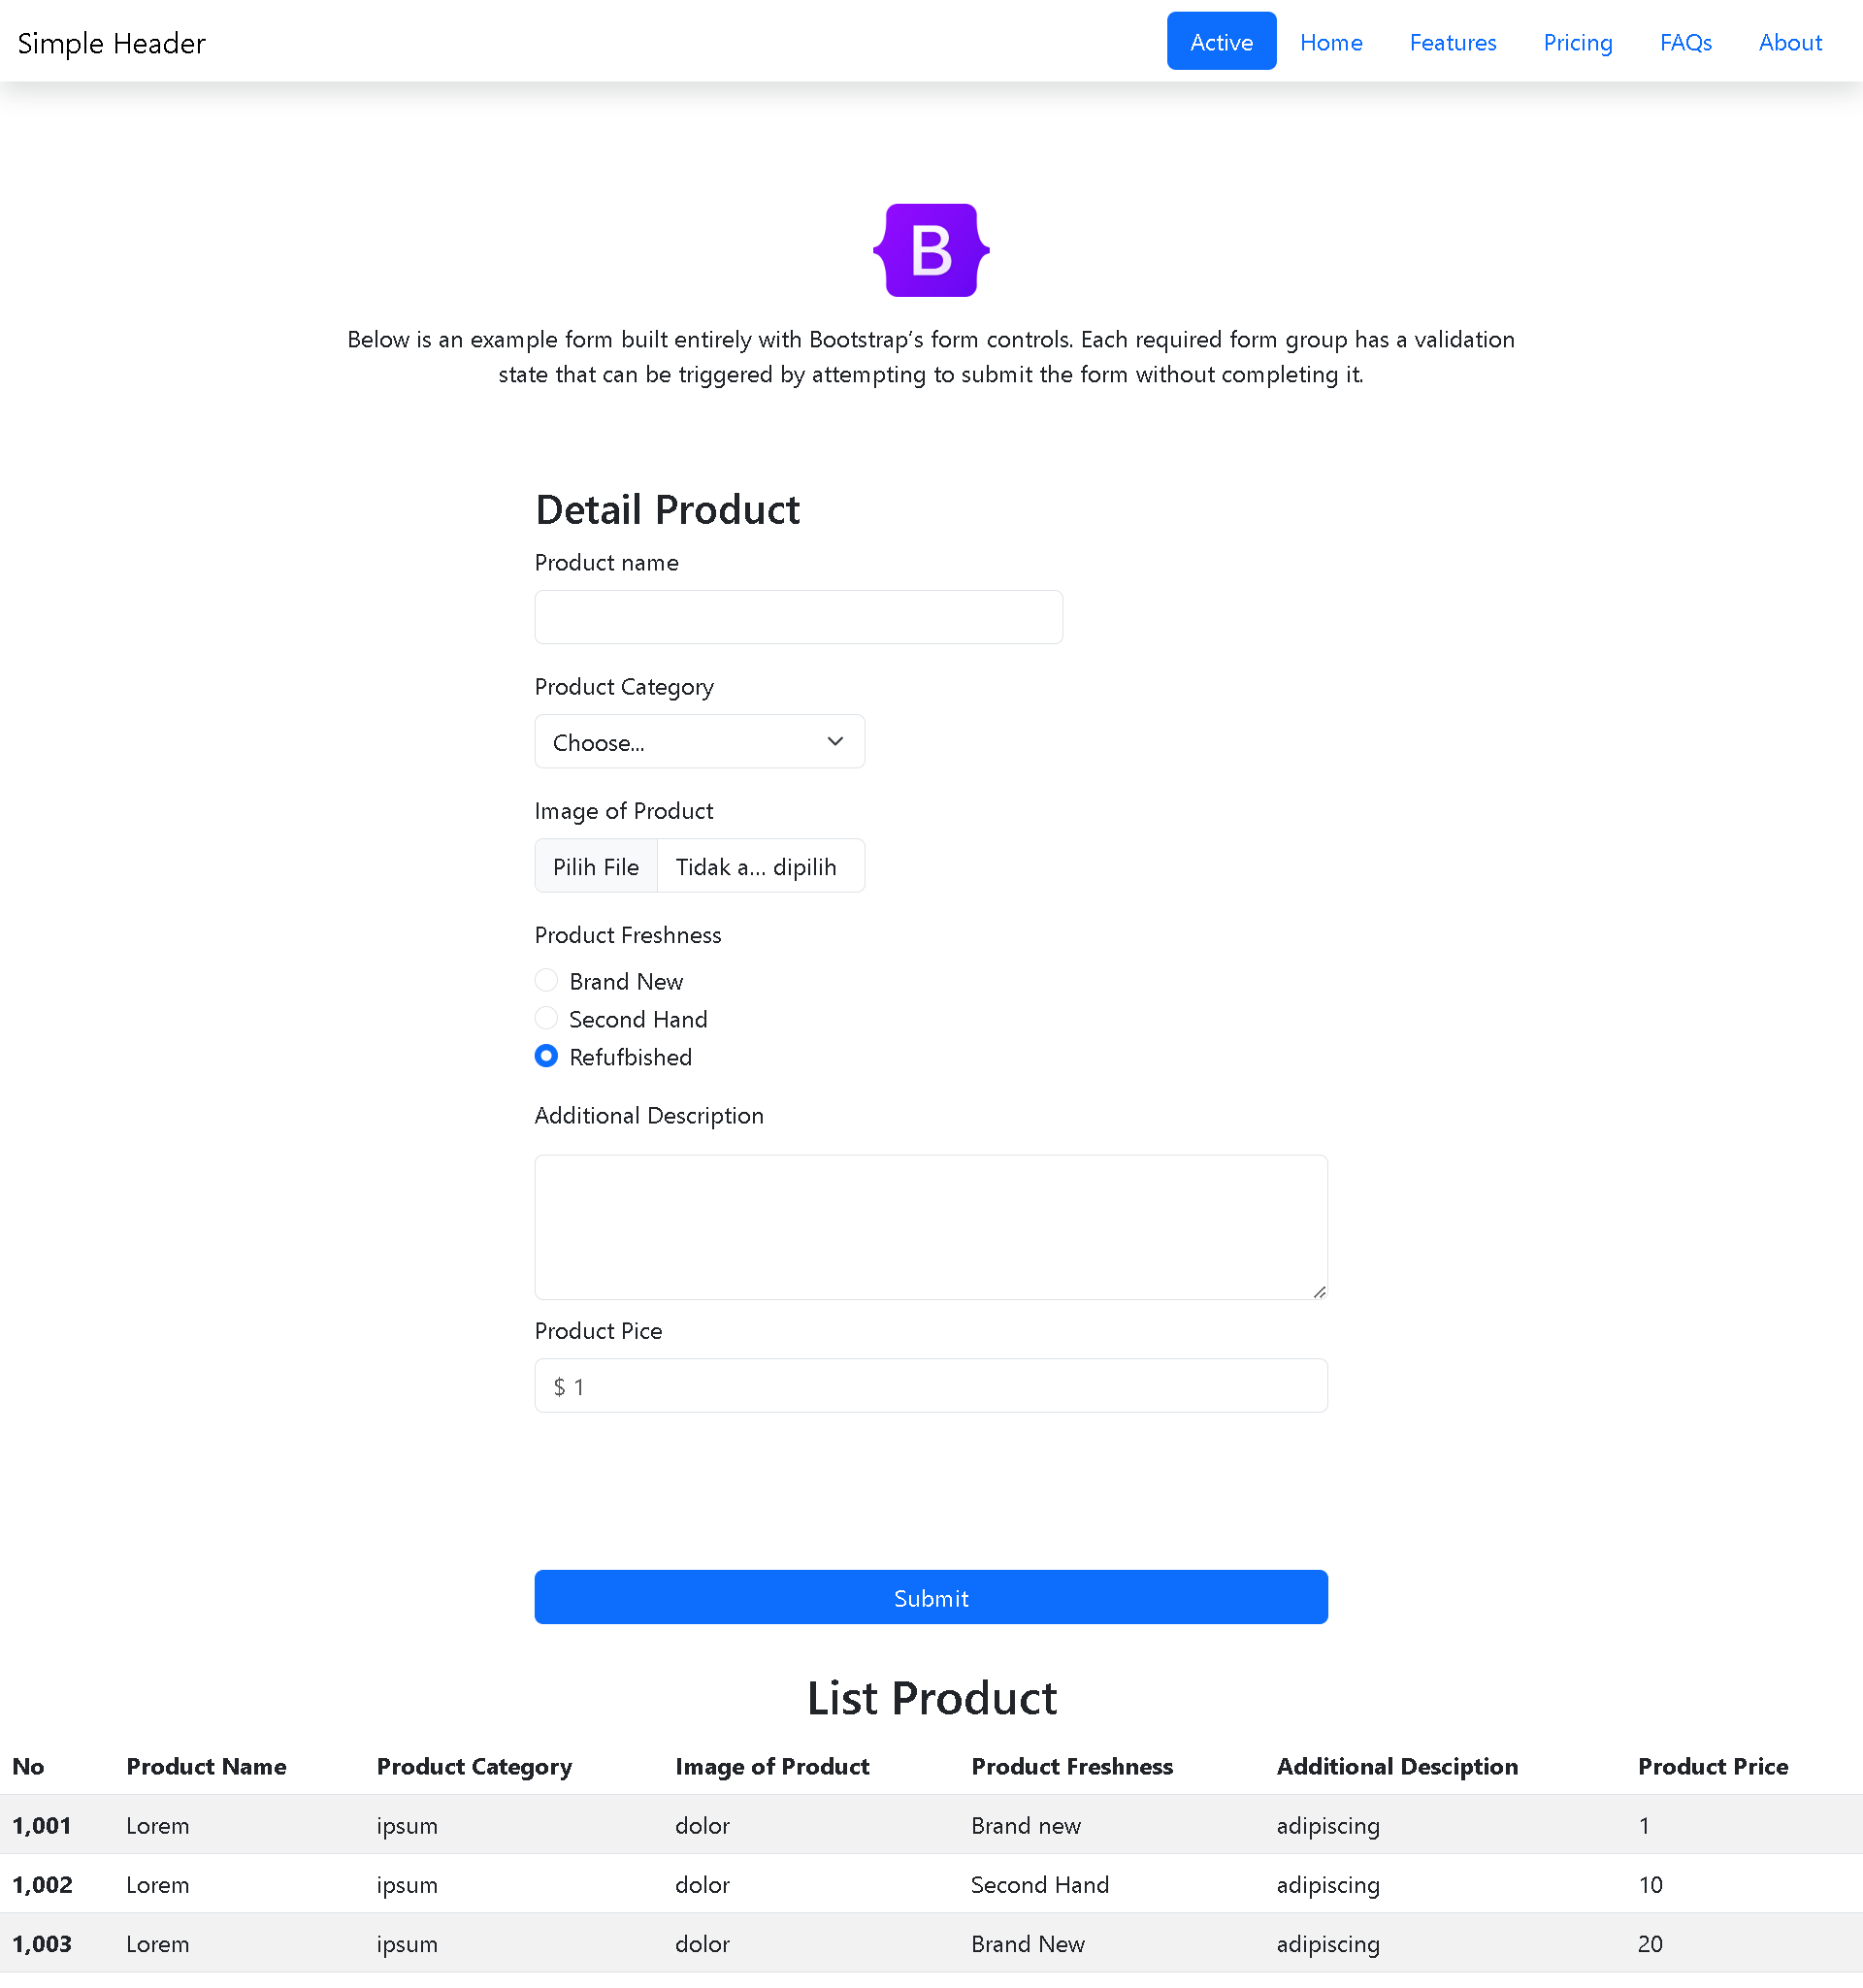 Simple Header
Active Home Features Pricing FAQs About
B
Below is an example form built entirely with Bootstrap’s form controls. Each required form group has a validation
state that can be triggered by attempting to submit the form without completing it.
Detail Product
Product name
Product Category
Choose...
Image of Product
Pilih File Tidak a... dipilih
Product Freshness
Brand New
Second Hand
Refufbished
Additional Description
Product Pice
$ 1
Submit
List Product
No Product Name Product Category Image of Product Product Freshness Additional Desciption Product Price
1,001 Lorem ipsum dolor Brand new adipiscing 1
1,002 Lorem ipsum dolor Second Hand adipiscing 10
1,003 Lorem ipsum dolor Brand New adipiscing 20